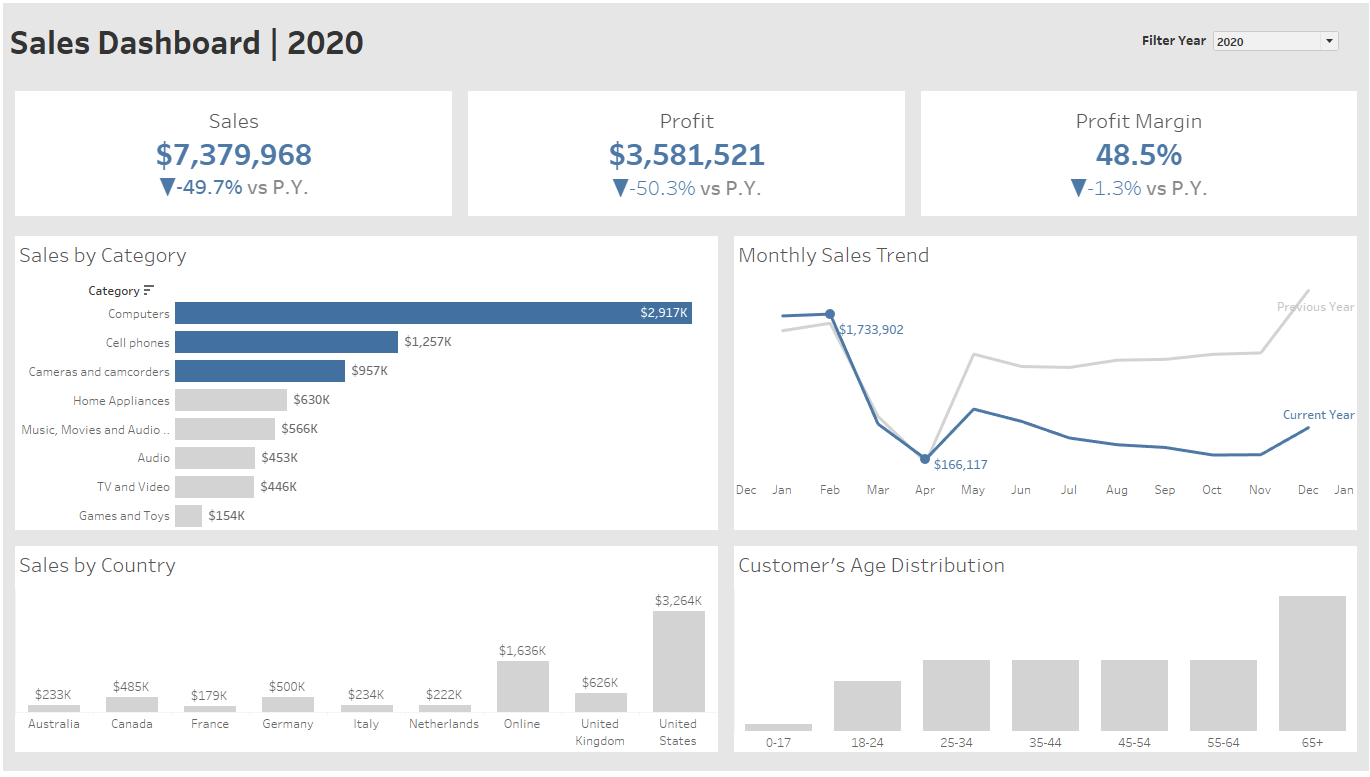 Sales Dashboard | 2020
Filter Year 2020
Sales
$7,379,968
▼-49.7% vs P.Y.
Profit
$3,581,521
▼-50.3% vs P.Y.
Profit Margin
48.5%
▼-1.3% vs P.Y.
Sales by Category
Category
Computers $2,917K
Cell phones $1,257K
Cameras and camcorders $957K
Home Appliances $630K
Music, Movies and Audio .. $566K
Audio $453K
TV and Video $446K
Games and Toys $154K
Monthly Sales Trend
Previous Year
$1,733,902
Current Year
$166,117
Dec Jan Feb Mar Apr May Jun Jul Aug Sep Oct Nov Dec Jan
Sales by Country
$233K $485K $179K $500K $234K $222K $1,636K $626K $3,264K
Australia Canada France Germany Italy Netherlands Online United Kingdom United States
Customer's Age Distribution
0-17 18-24 25-34 35-44 45-54 55-64 65+